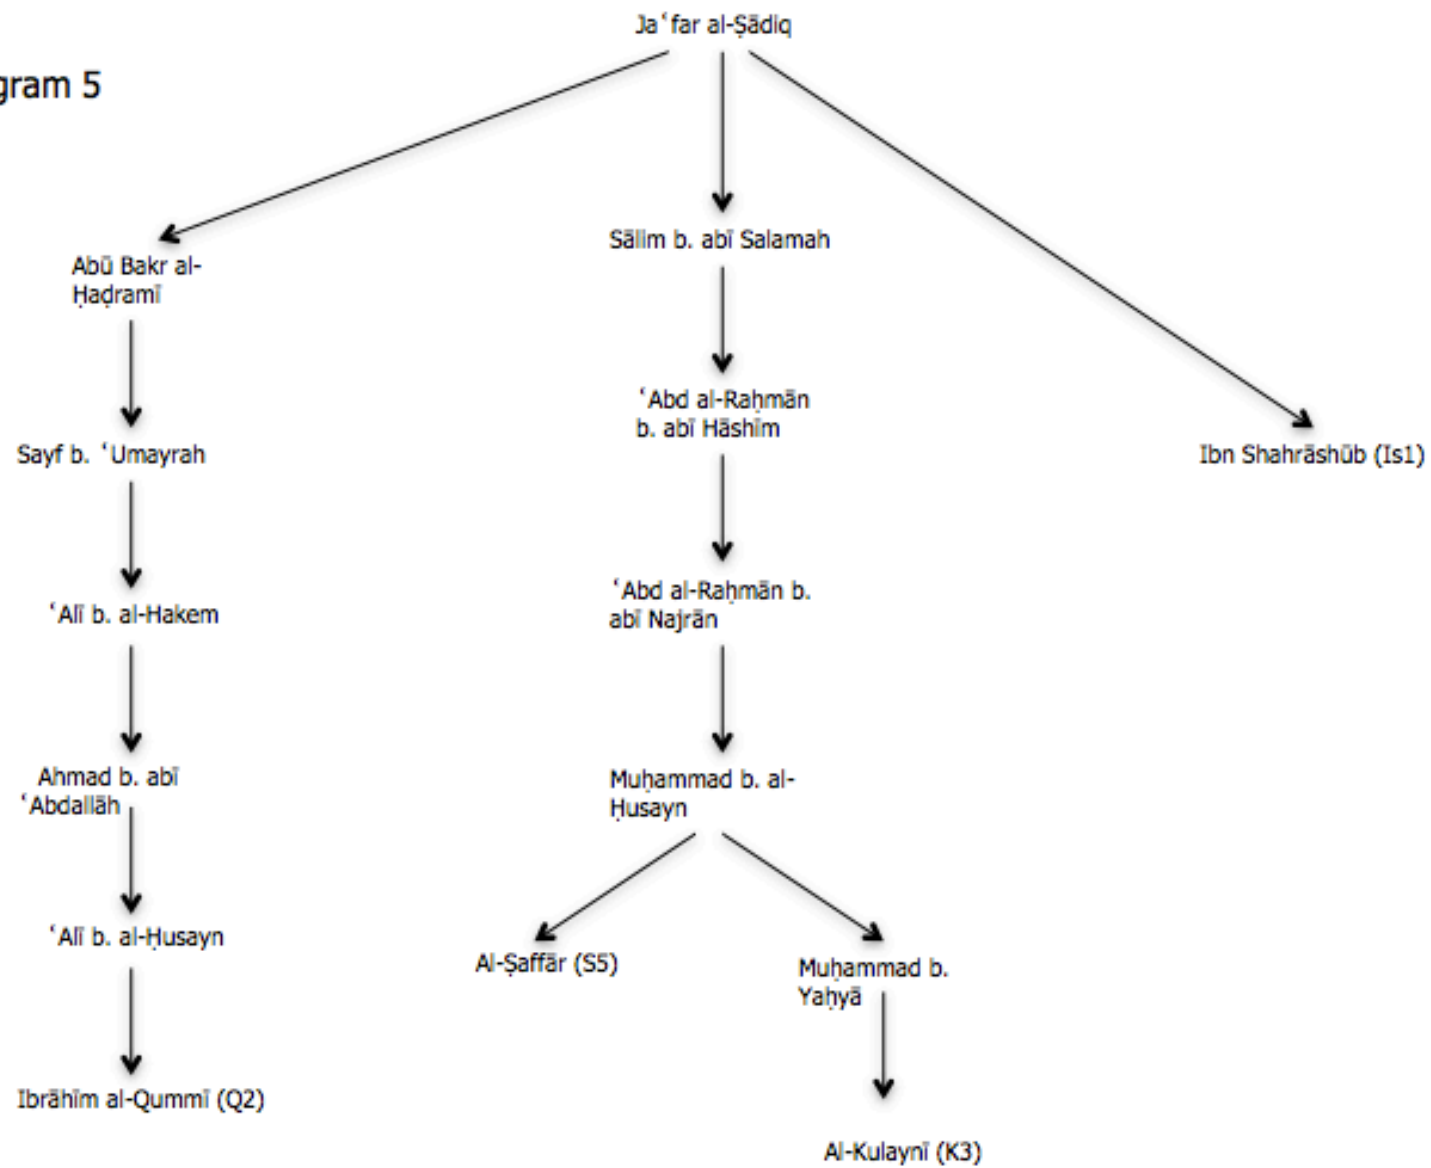 Jaʿfar al-Ṣādiq
gram 5
Sālim b. abī Salamah
Abū Bakr al-
Ḥaḍramī
ʿAbd al-Raḥmān
b. abī Hāshīm
Sayf b. ʿUmayrah
Ibn Shahrāshūb (Is1)
ʿAbd al-Raḥmān b.
abī Najrān
ʿAlī b. al-Hakem
Ahmad b. abī
ʿAbdallāh
Muḥammad b. al-
Ḥusayn
ʿAlī b. al-Ḥusayn
Al-Ṣaffār (S5)
Muḥammad b.
Yaḥyā
Ibrāhīm al-Qummī (Q2)
Al-Kulaynī (K3)